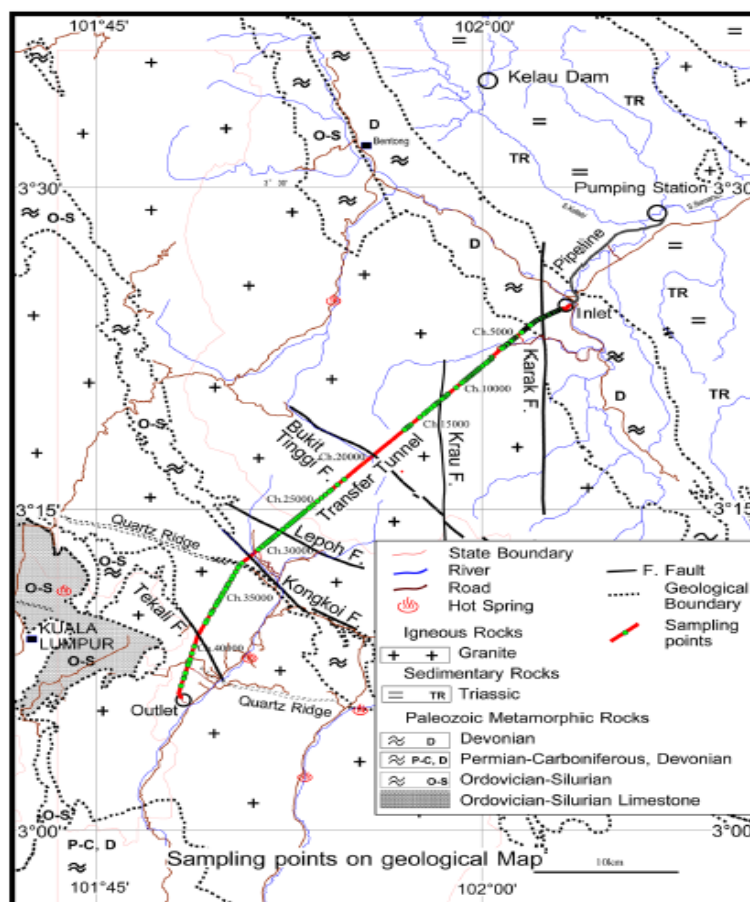 101°45' 102°00'
Kelau Dam
TR
O-S
D
Bentong
TR
3° 30'
Pumping Station
3°30
3°30
O-S
D
Pipeline
TR
Inlet
Ch.5000
Karak F.
D
TR
Ch.10000
O-S
Ch.15000
Bukit
Tinggi F.
Krau F.
Ch.20000
Transfer Tunnel
Ch.25000
3°15
3°15
Quartz Ridge
Lepoh F.
Ch.30000
O-S
O-S
Kongkoi F.
Ch.35000
Tekali F.
KUALA
LUMPUR
O-S
Ch.40000
O-S
Outlet
Quartz Ridge
State Boundary
River
Road
Hot Spring
F. Fault
Geological
Boundary
Sampling
points
Igneous Rocks
Granite
Sedimentary Rocks
TR Triassic
Paleozoic Metamorphiic Rocks
D Devonian
P-C, D Permian-Carboniferous, Devonian
O-S Ordovician-Silurian
Ordovician-Silurian Limestone
O-S
3°00
3°00
P-C, D
Sampling points on geological Map
10km
101°45' 102°00'